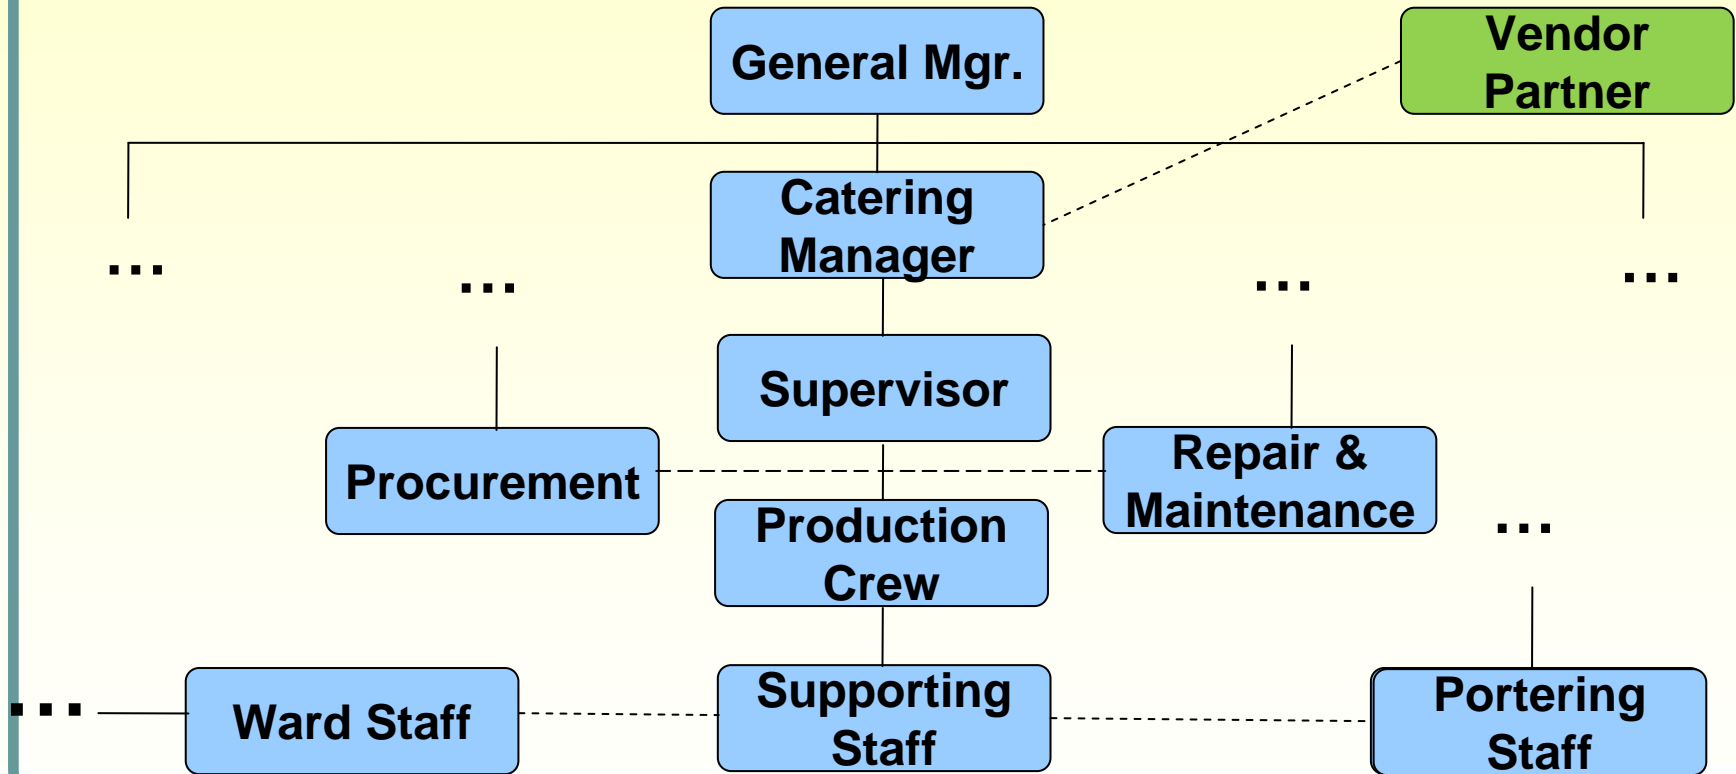 General Mgr.
Vendor
Partner
Catering
Manager
...
...
...
...
Supervisor
Procurement
Repair &
Maintenance
Production
Crew
...
... Ward Staff
Supporting
Staff
Portering
Staff